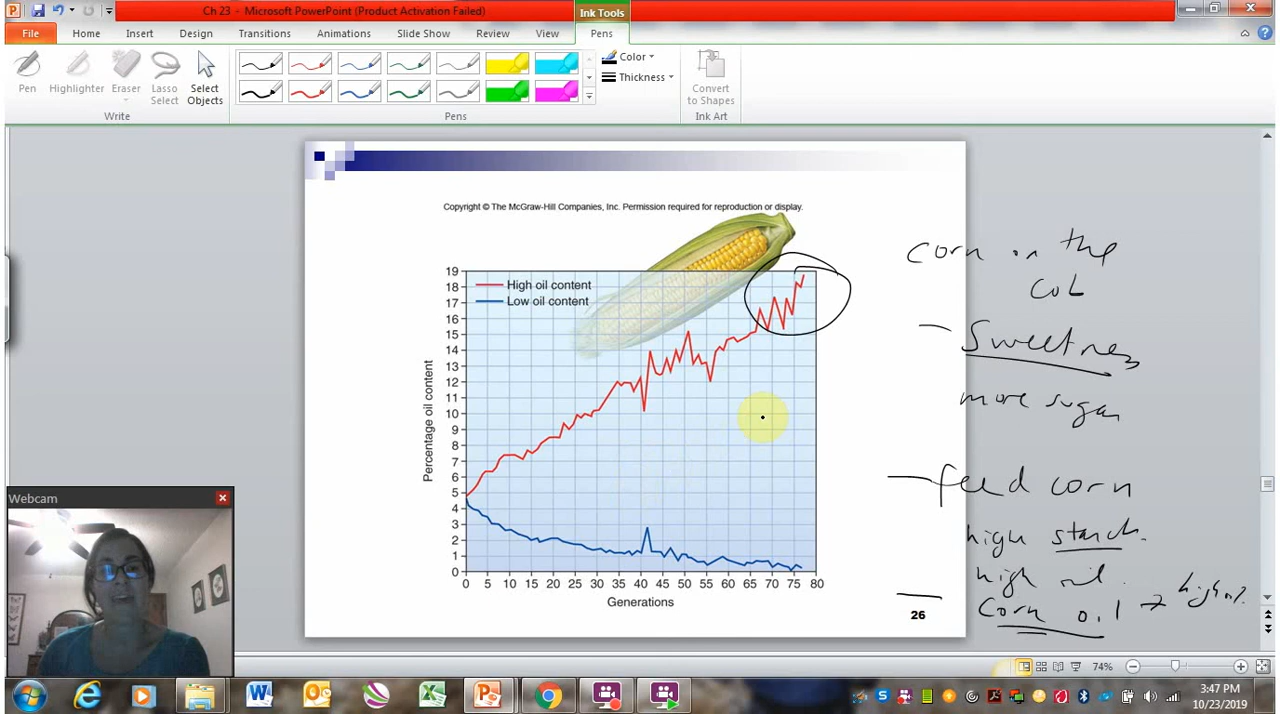 Ch 23 - Microsoft PowerPoint (Product Activation Failed)
Ink Tools
File Home Insert Design Transitions Animations Slide Show Review View Pens
Pen Highlighter Eraser Lasso Select Select Objects
Color
Thickness
Convert to Shapes
Write Pens Ink Art
Copyright © The McGraw-Hill Companies, Inc. Permission required for reproduction or display.
19
18
17
16
15
14
13
12
11
10
9
8
7
6
5
4
3
2
1
0
High oil content
Low oil content
Percentage oil content
0 5 10 15 20 25 30 35 40 45 50 55 60 65 70 75 80
Generations
26
corn on the
cob
- Sweetness
more sugar
- feed corn
high starch.
high oil.
Corn oil → high
Webcam
74%
3:47 PM
10/23/2019